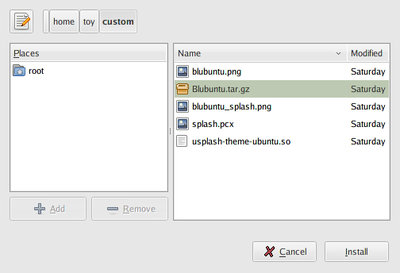 home toy custom
Places
root
Add Remove
Name Modified
blubuntu.png Saturday
Blubuntu.tar.gz Saturday
blubuntu_splash.png Saturday
splash.pcx Saturday
usplash-theme-ubuntu.so Saturday
Cancel Install